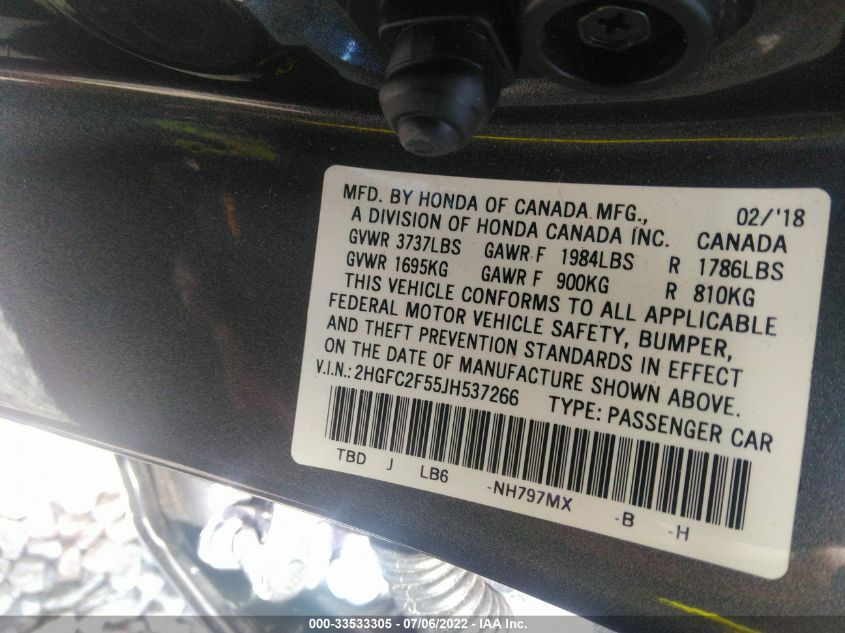 MFD. BY HONDA OF CANADA MFG., 02/'18
A DIVISION OF HONDA CANADA INC. CANADA
GVWR 3737LBS GAWR F 1984LBS R 1786LBS
GVWR 1695KG GAWR F 900KG R 810KG
THIS VEHICLE CONFORMS TO ALL APPLICABLE
FEDERAL MOTOR VEHICLE SAFETY, BUMPER,
AND THEFT PREVENTION STANDARDS IN EFFECT
ON THE DATE OF MANUFACTURE SHOWN ABOVE.
V.I.N.: 2HGFC2F55JH537266 TYPE: PASSENGER CAR
TBD J LB6 -NH797MX -B -H
000-33533305 - 07/06/2022 - IAA Inc.